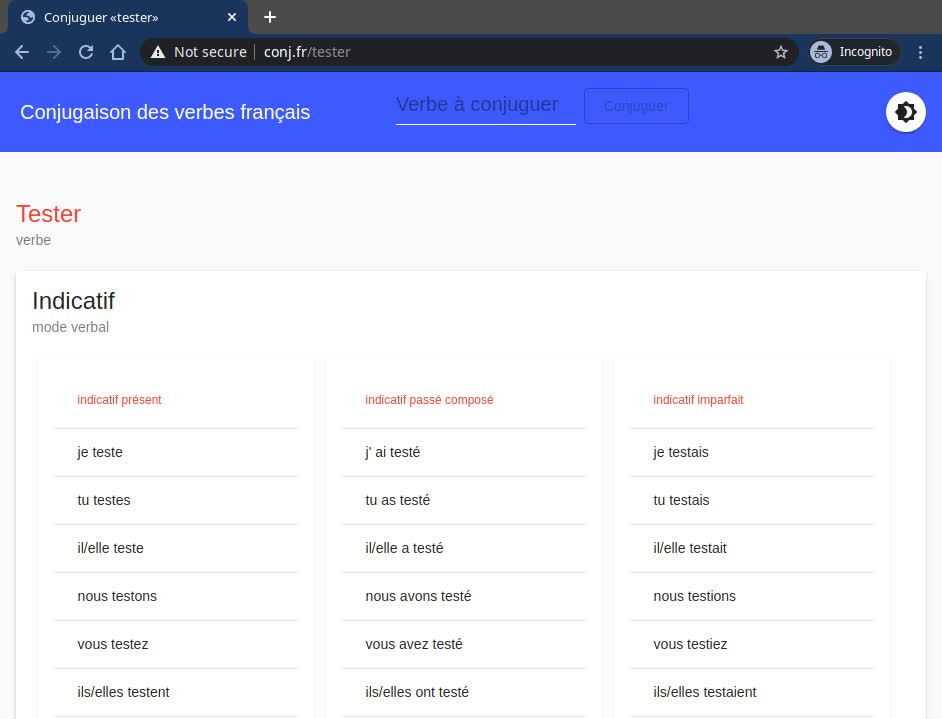 Conjuguer «tester»
Not secure conj.fr/tester Incognito
Conjugaison des verbes français Verbe à conjuguer Conjuguer
Tester
verbe
Indicatif
mode verbal
indicatif présent
je teste
tu testes
il/elle teste
nous testons
vous testez
ils/elles testent
indicatif passé composé
j' ai testé
tu as testé
il/elle a testé
nous avons testé
vous avez testé
ils/elles ont testé
indicatif imparfait
je testais
tu testais
il/elle testait
nous testions
vous testiez
ils/elles testaient